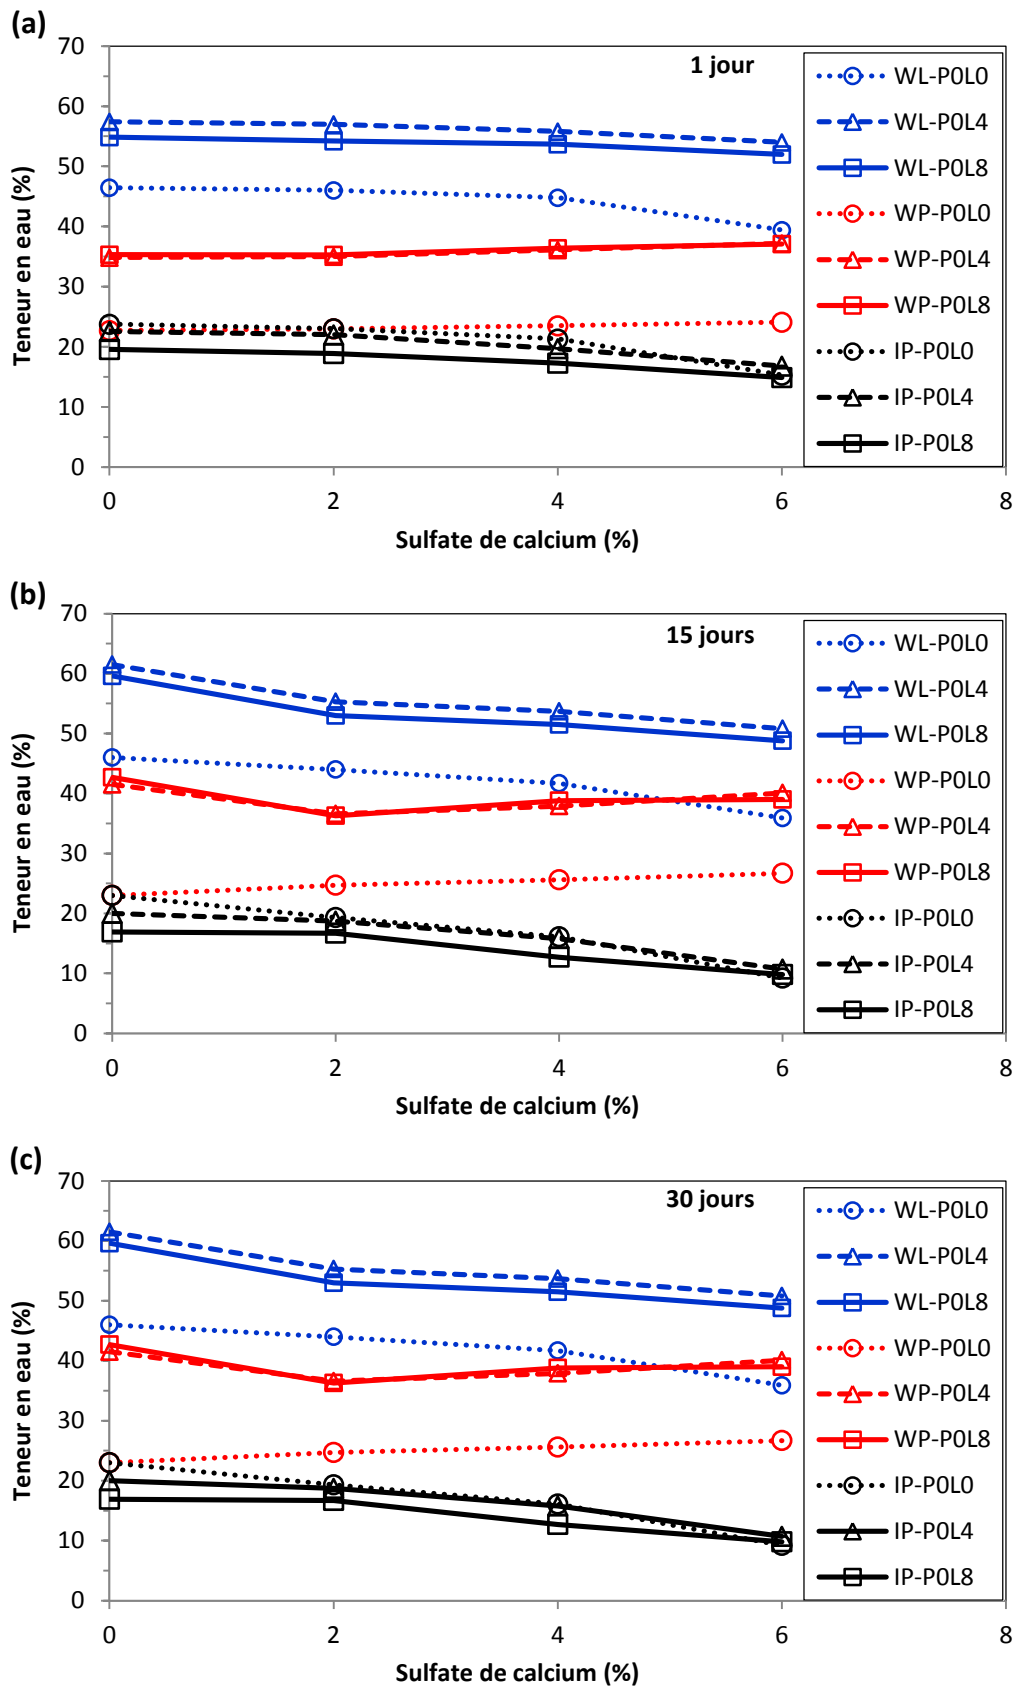 (a)
70
60
50
40
30
20
10
0
Teneur en eau (%)
1 jour
WL-P0L0
WL-P0L4
WL-P0L8
WP-P0L0
WP-P0L4
WP-P0L8
IP-P0L0
IP-P0L4
IP-P0L8
0 2 4 6 8
Sulfate de calcium (%)
(b)
70
60
50
40
30
20
10
0
Teneur en eau (%)
15 jours
WL-P0L0
WL-P0L4
WL-P0L8
WP-P0L0
WP-P0L4
WP-P0L8
IP-P0L0
IP-P0L4
IP-P0L8
0 2 4 6 8
Sulfate de calcium (%)
(c)
70
60
50
40
30
20
10
0
Teneur en eau (%)
30 jours
WL-P0L0
WL-P0L4
WL-P0L8
WP-P0L0
WP-P0L4
WP-P0L8
IP-P0L0
IP-P0L4
IP-P0L8
0 2 4 6 8
Sulfate de calcium (%)